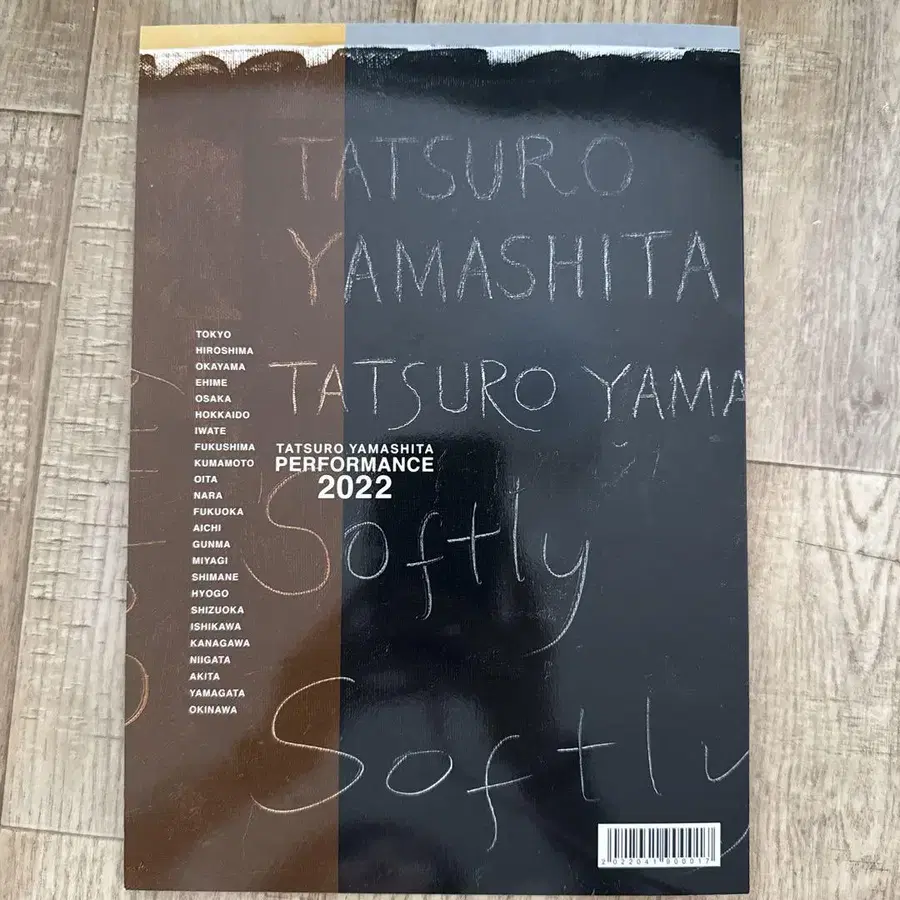 TATSURO
YAMASHITA
TATSURO YAMA
TOKYO
HIROSHIMA
OKAYAMA
EHIME
OSAKA
HOKKAIDO
IWATE
FUKUSHIMA
KUMAMOTO
OITA
NARA
FUKUOKA
AICHI
GUNMA
MIYAGI
SHIMANE
HYOGO
SHIZUOKA
ISHIKAWA
KANAGAWA
NIIGATA
AKITA
YAMAGATA
OKINAWA
TATSURO YAMASHITA
PERFORMANCE
2022
Softly
Softly
2022041900017